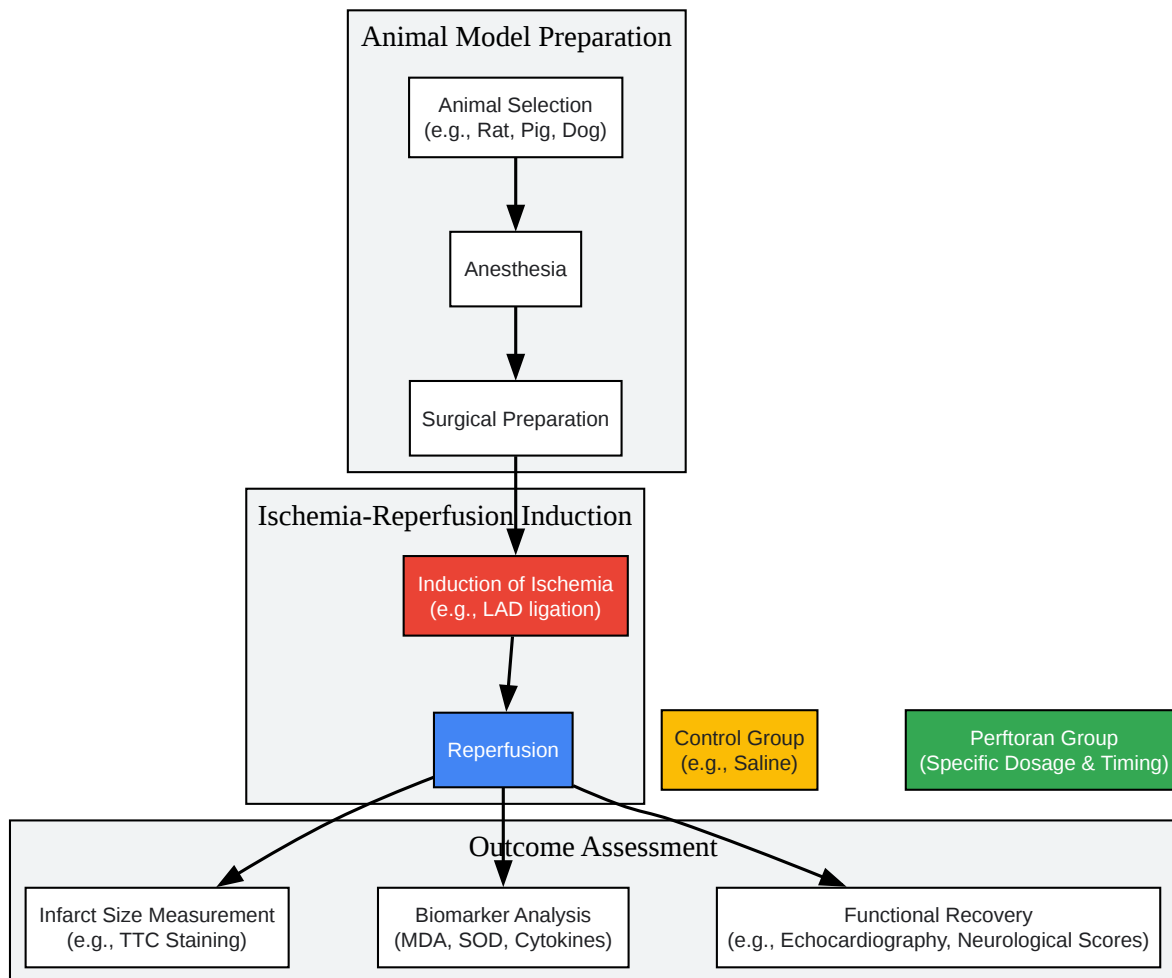 Animal Model Preparation
Animal Selection
(e.g., Rat, Pig, Dog)
Anesthesia
Surgical Preparation
Ischemia-Reperfusion Induction
Induction of Ischemia
(e.g., LAD ligation)
Reperfusion
Control Group
(e.g., Saline)
Perftoran Group
(Specific Dosage & Timing)
Outcome Assessment
Infarct Size Measurement
(e.g., TTC Staining)
Biomarker Analysis
(MDA, SOD, Cytokines)
Functional Recovery
(e.g., Echocardiography, Neurological Scores)